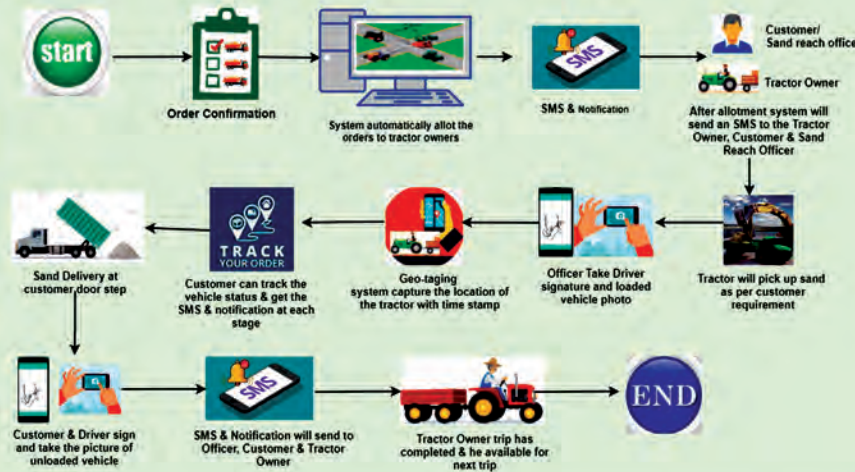 start
Order Confirmation
System automatically allot the
orders to tractor owners
SMS
SMS & Notification
Customer/
Sand reach office
Tractor Owner
After allotment system will
send an SMS to the Tractor
Owner, Customer & Sand
Reach Officer
Tractor will pick up sand
as per customer
requirement
Officer Take Driver
signature and loaded
vehicle photo
Geo-taging
system capture the location of
the tractor with time stamp
TRACK
YOUR ORDER
Customer can track the
vehicle status & get the
SMS & notification at each
stage
Sand Delivery at
customer door step
Customer & Driver sign
and take the picture of
unloaded vehicle
SMS
SMS & Notification will send to
Officer, Customer & Tractor
Owner
Tractor Owner trip has
completed & he available for
next trip
END